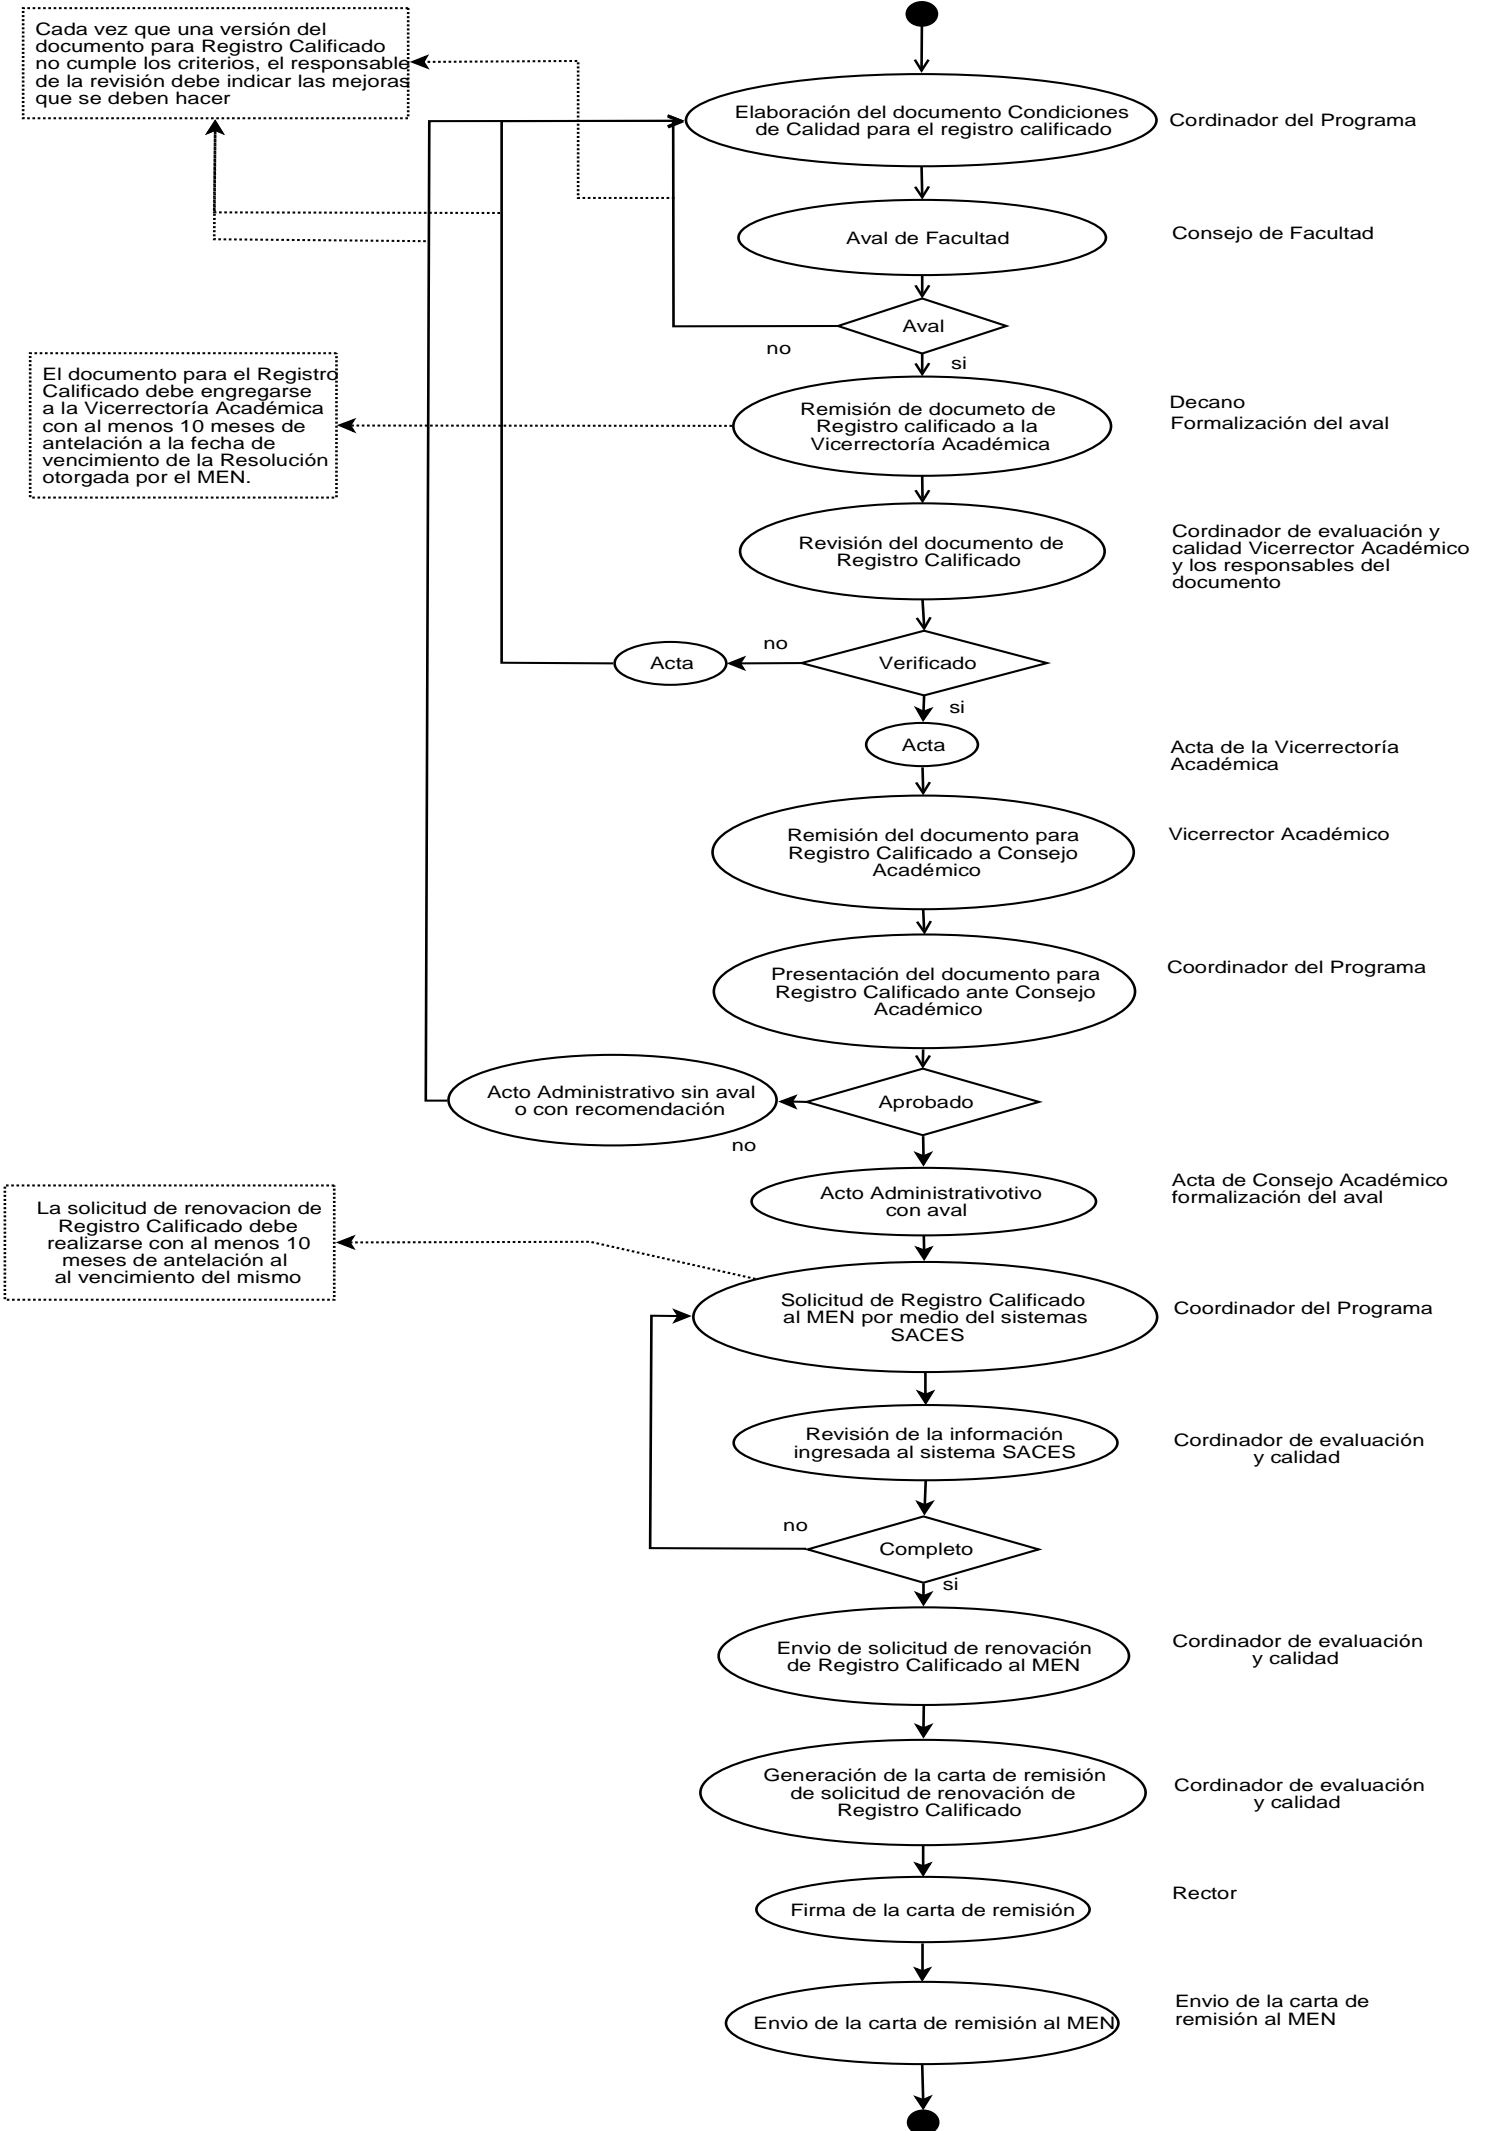 Cada vez que una versión del
documento para Registro Calificado
no cumple los criterios, el responsable
de la revisión debe indicar las mejoras
que se deben hacer
Elaboración del documento Condiciones
de Calidad para el registro calificado
Cordinador del Programa
Aval de Facultad
Consejo de Facultad
Aval
no
si
El documento para el Registro
Calificado debe engregarse
a la Vicerrectoría Académica
con al menos 10 meses de
antelación a la fecha de
vencimiento de la Resolución
otorgada por el MEN.
Remisión de documeto de
Registro calificado a la
Vicerrectoría Académica
Decano
Formalización del aval
Revisión del documento de
Registro Calificado
Cordinador de evaluación y
calidad Vicerrector Académico
y los responsables del
documento
Acta
no
Verificado
si
Acta
Acta de la Vicerrectoría
Académica
Remisión del documento para
Registro Calificado a Consejo
Académico
Vicerrector Académico
Presentación del documento para
Registro Calificado ante Consejo
Académico
Coordinador del Programa
Acto Administrativo sin aval
o con recomendación
no
Aprobado
Acto Administrativotivo
con aval
Acta de Consejo Académico
formalización del aval
La solicitud de renovacion de
Registro Calificado debe
realizarse con al menos 10
meses de antelación al
al vencimiento del mismo
Solicitud de Registro Calificado
al MEN por medio del sistemas
SACES
Coordinador del Programa
Revisión de la información
ingresada al sistema SACES
Cordinador de evaluación
y calidad
no
Completo
si
Envio de solicitud de renovación
de Registro Calificado al MEN
Cordinador de evaluación
y calidad
Generación de la carta de remisión
de solicitud de renovación de
Registro Calificado
Cordinador de evaluación
y calidad
Firma de la carta de remisión
Rector
Envio de la carta de remisión al MEN
Envio de la carta de
remisión al MEN